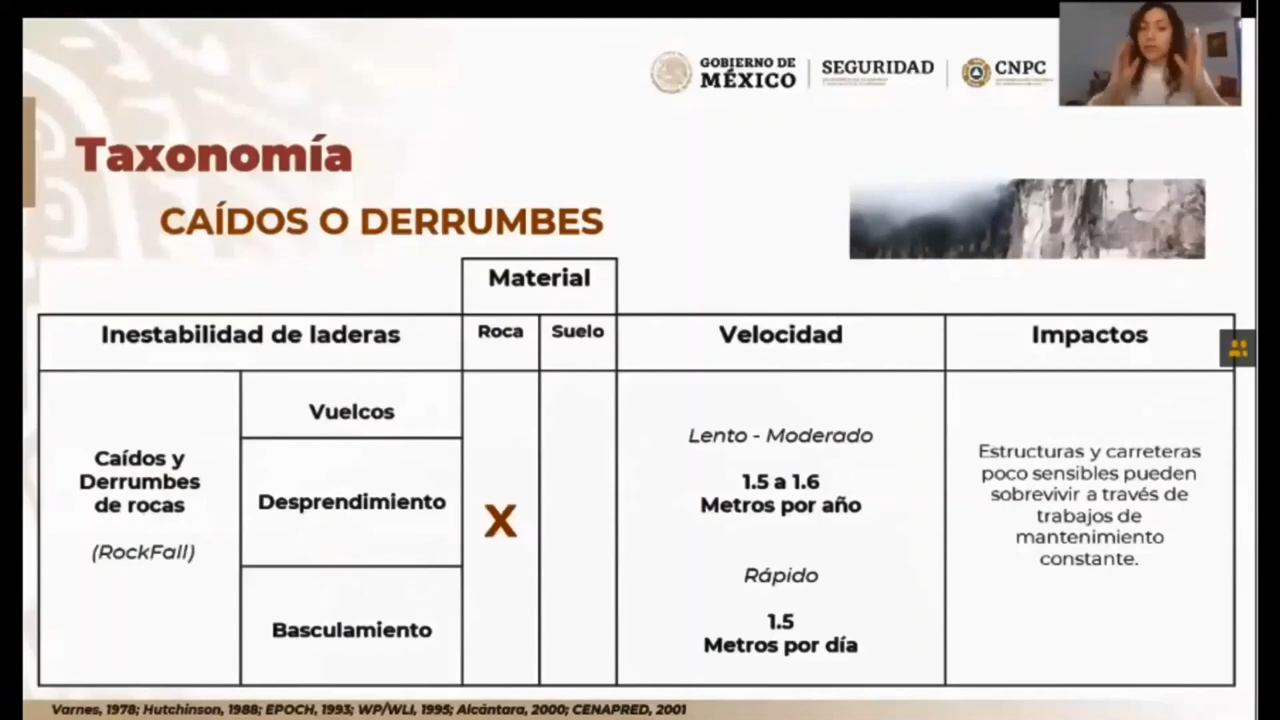 GOBIERNO DE
MÉXICO
SEGURIDAD
CNPC
Taxonomía
CAÍDOS O DERRUMBES
Material
Inestabilidad de laderas
Roca
Suelo
Velocidad
Impactos
Caídos y
Derrumbes
de rocas
(RockFall)
Vuelcos
Desprendimiento
Basculamiento
X
Lento - Moderado
1.5 a 1.6
Metros por año
Rápido
1.5
Metros por día
Estructuras y carreteras
poco sensibles pueden
sobrevivir a través de
trabajos de
mantenimiento
constante.
Varnes, 1978; Hutchinson, 1988; EPOCH, 1993; WP/WLI, 1995; Alcántara, 2000; CENAPRED, 2001